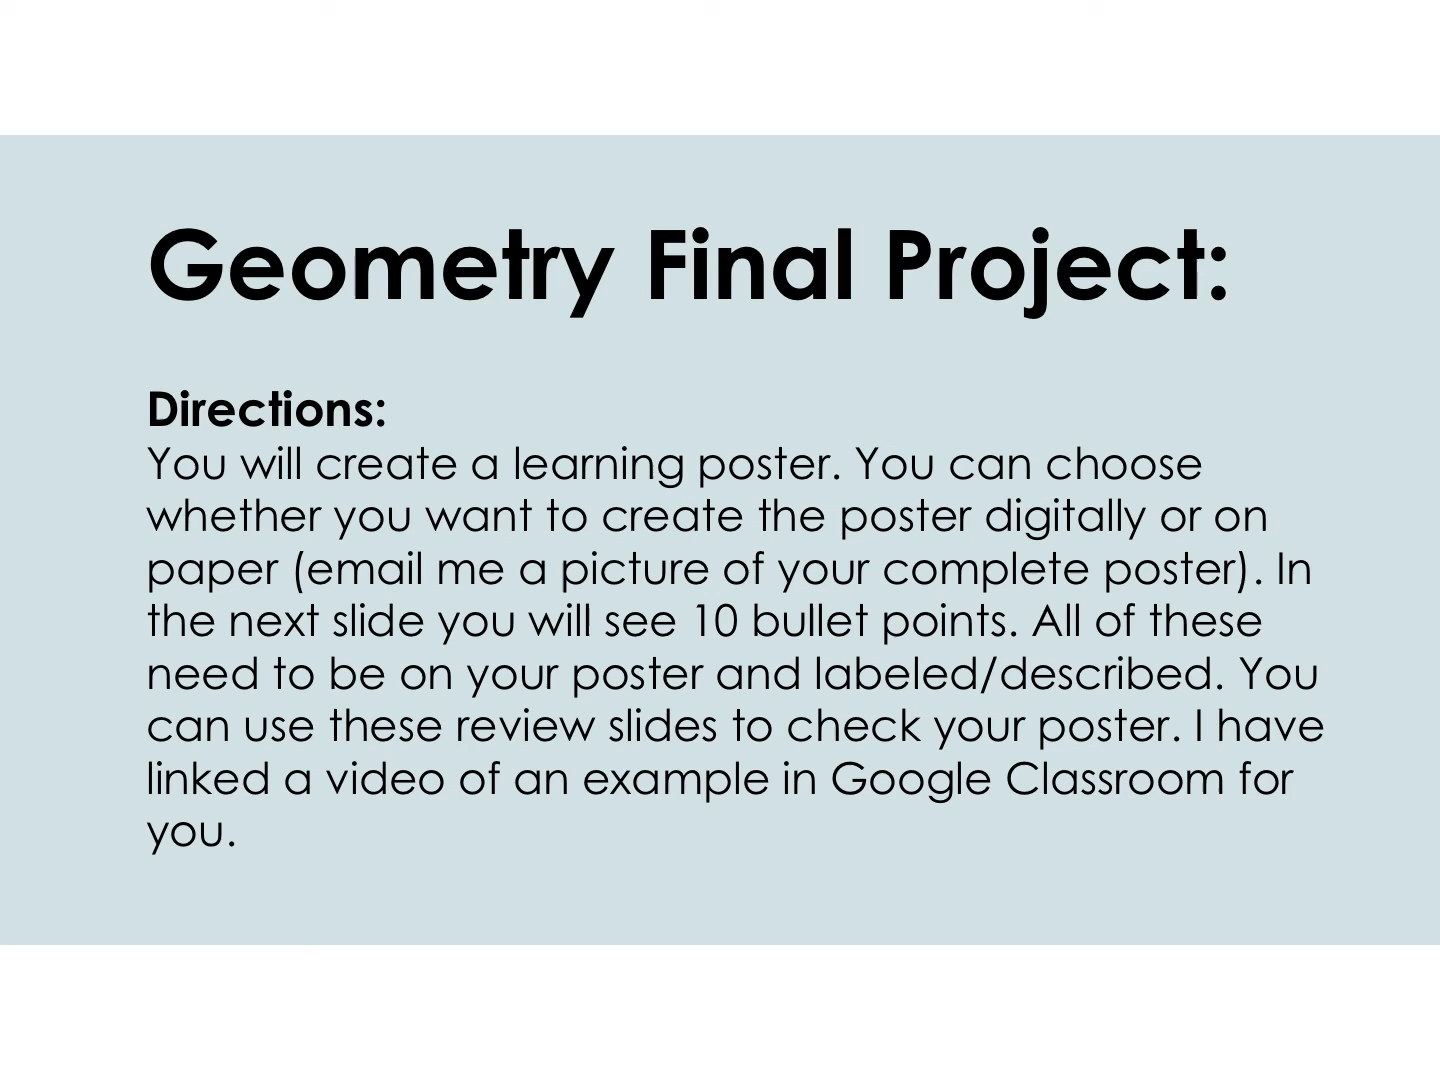 Geometry Final Project:
Directions:
You will create a learning poster. You can choose
whether you want to create the poster digitally or on
paper (email me a picture of your complete poster). In
the next slide you will see 10 bullet points. All of these
need to be on your poster and labeled/described. You
can use these review slides to check your poster. I have
linked a video of an example in Google Classroom for
you.